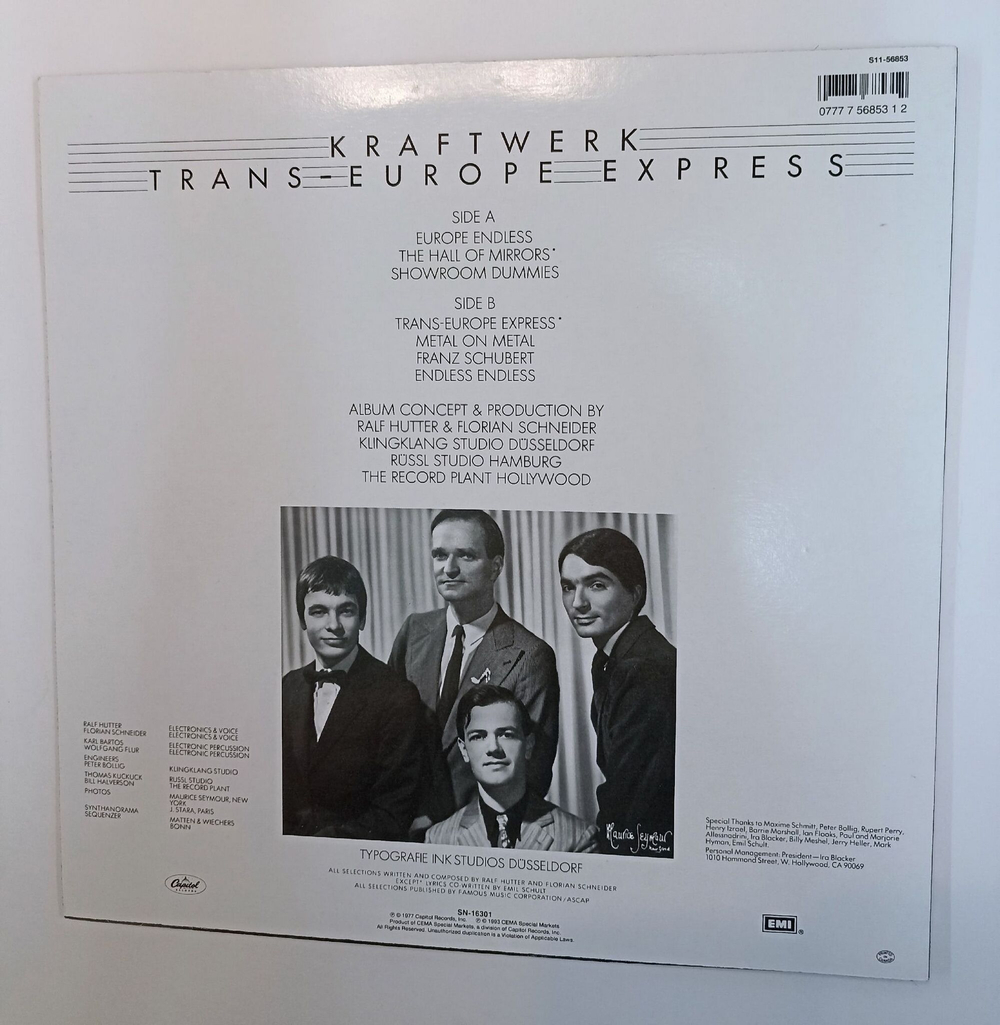 S11-56853
0777 7 56853 1 2
KRAFTWERK
TRANS-EUROPE EXPRESS
SIDE A
EUROPE ENDLESS
THE HALL OF MIRRORS*
SHOWROOM DUMMIES
SIDE B
TRANS-EUROPE EXPRESS*
METAL ON METAL
FRANZ SCHUBERT
ENDLESS ENDLESS
ALBUM CONCEPT & PRODUCTION BY
RALF HUTTER & FLORIAN SCHNEIDER
KLINGKLANG STUDIO DÜSSELDORF
RÜSSL STUDIO HAMBURG
THE RECORD PLANT HOLLYWOOD
RALF HUTTER ELECTRONICS & VOICE
FLORIAN SCHNEIDER ELECTRONICS & VOICE
KARL BARTOS ELECTRONIC PERCUSSION
WOLFGANG FLUR ELECTRONIC PERCUSSION
ENGINEERS
PETER BOLLIG KLINGKLANG STUDIO
THOMAS KUCKUCK RUSSL STUDIO
BILL HALVERSON THE RECORD PLANT
PHOTOS MAURICE SEYMOUR, NEW
YORK
J. STARA, PARIS
SYNTHANORAMA MATTEN & WIECHERS
SEQUENZER BONN
Maurice Seymour
Special Thanks to Maxime Schmitt, Peter Bollig, Rupert Perry,
Henry Izrael, Barrie Marshall, Ian Flooks, Paul and Marjorie
Allessnadrini, Ira Blacker, Billy Meshel, Jerry Heller, Mark
Hyman, Emil Schult.
Personal Management: President—Ira Blacker
1010 Hammond Street, W. Hollywood, CA 90069
TYPOGRAFIE INK STUDIOS DÜSSELDORF
ALL SELECTIONS WRITTEN AND COMPOSED BY RALF HUTTER AND FLORIAN SCHNEIDER
EXCEPT* LYRICS CO-WRITTEN BY EMIL SCHULT
ALL SELECTIONS PUBLISHED BY FAMOUS MUSIC CORPORATION/ASCAP
Capitol
RECORDS
SN-16301
℗ © 1977 Capitol Records, Inc. ℗ © 1993 CEMA Special Markets.
Product of CEMA Special Markets, a division of Capitol Records, Inc.
All Rights Reserved. Unauthorized duplication is a Violation of Applicable Laws.
EMI®